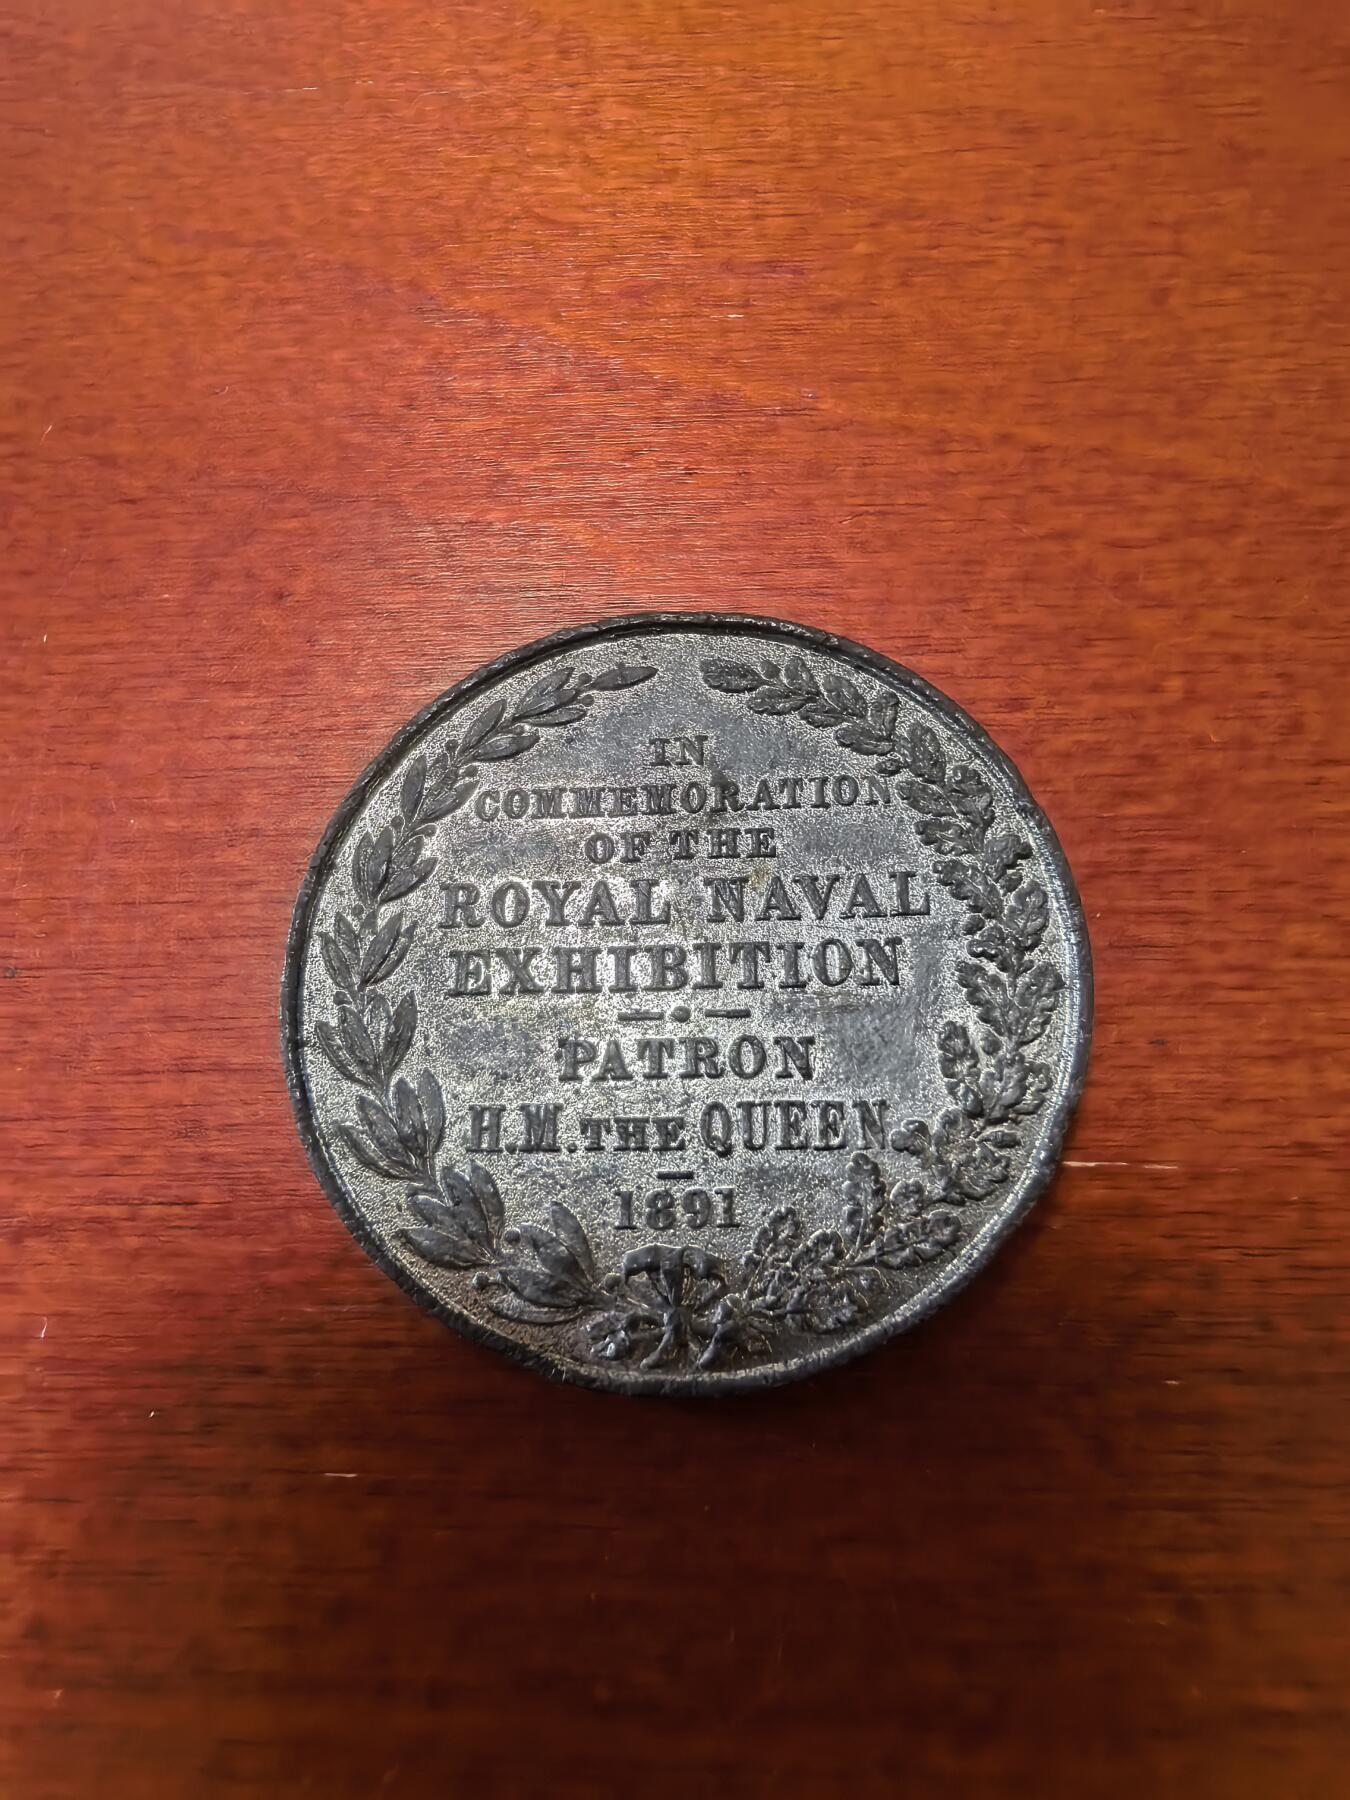 IN
COMMEMORATION
OF THE
ROYAL NAVAL
EXHIBITION
PATRON
H.M. THE QUEEN.
1891